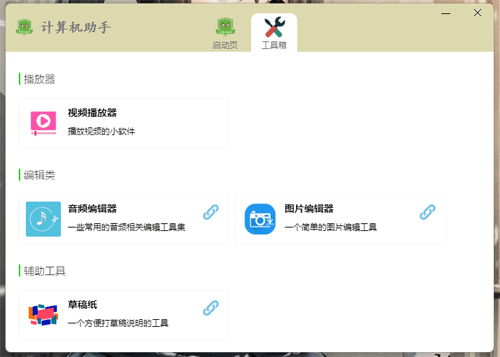 计算机助手
启动页
工具箱
播放器
视频播放器
播放视频的小软件
编辑类
音频编辑器
一些常用的音频相关编辑工具集
图片编辑器
一个简单的图片编辑工具
辅助工具
草稿纸
一个方便打草稿说明的工具